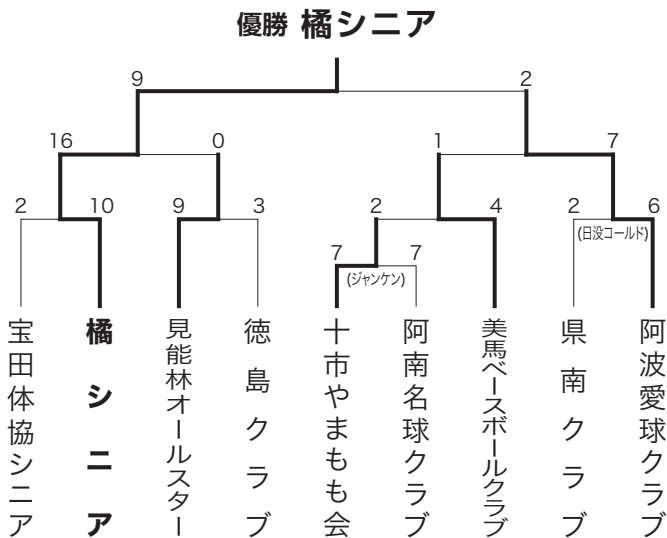 優勝 橘シニア
9 2
16 0 1 7
2 10 9 3 2 4 2 6
(日没コールド)
7 7
(ジャンケン)
宝田体協シニア
橘シニア
見能林オールスター
徳島クラブ
十市やまもも会
阿南名球クラブ
美馬ベースボールクラブ
県南クラブ
阿波愛球クラブ